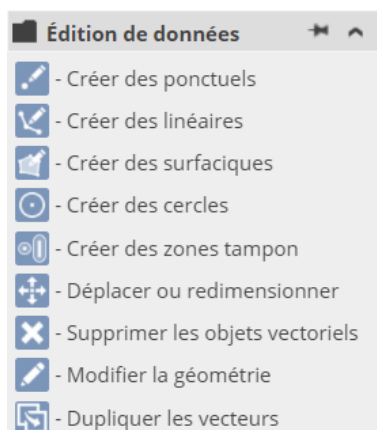 Édition de données
- Créer des ponctuels
- Créer des linéaires
- Créer des surfaciques
- Créer des cercles
- Créer des zones tampon
- Déplacer ou redimensionner
- Supprimer les objets vectoriels
- Modifier la géométrie
- Dupliquer les vecteurs